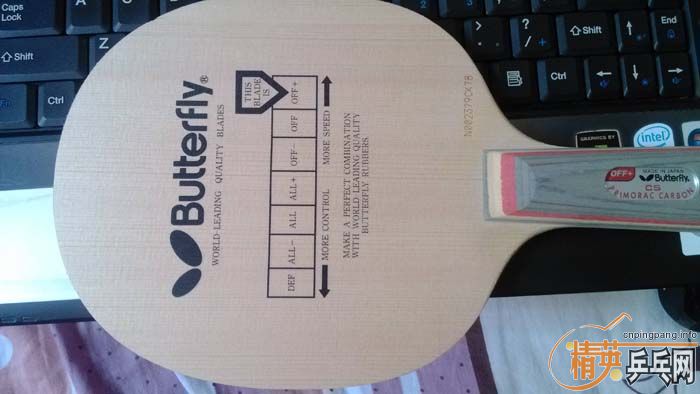 Butterfly®
WORLD-LEADING QUALITY BLADES
THIS
BLADE
IS
DEF
ALL-
ALL
ALL+
OFF-
OFF
OFF+
MORE CONTROL
MORE SPEED
MAKE A PERFECT COMBINATION
WITH WORLD-LEADING QUALITY
BUTTERFLY RUBBERS
OFF+
MADE IN JAPAN
Butterfly
CS
PRIMORAC CARBON
Caps
Lock
Shift
Ctrl
Z
Shift
Ctrl
intel
cnpingpang.info
精英乒乓网